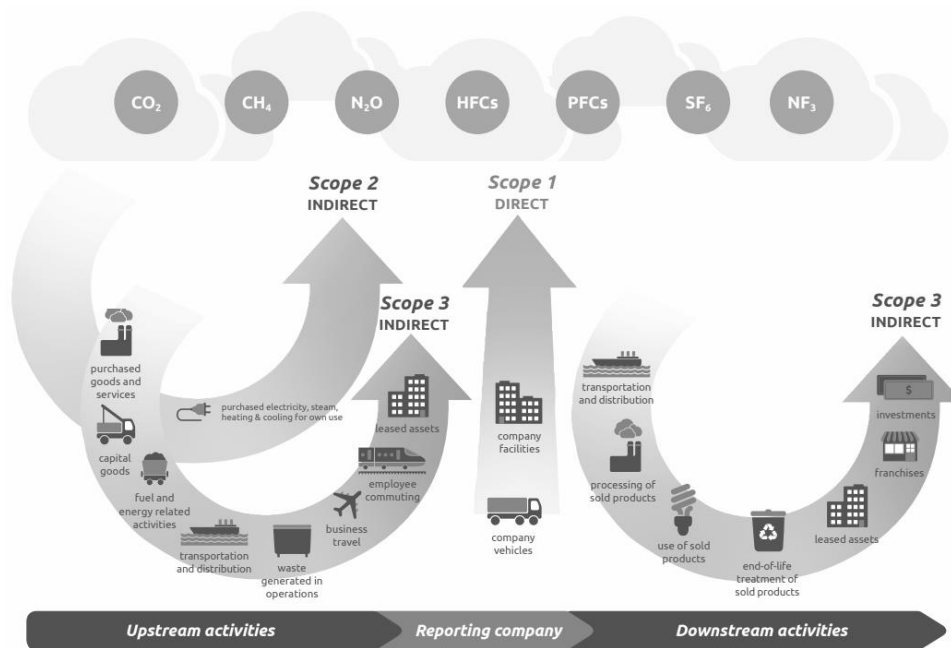 CO₂
CH₄
N₂O
HFCs
PFCs
SF₆
NF₃
Scope 2
INDIRECT
Scope 1
DIRECT
Scope 3
INDIRECT
Scope 3
INDIRECT
purchased
goods and
services
capital
goods
fuel and
energy related
activities
transportation
and distribution
waste
generated in
operations
business
travel
employee
commuting
leased assets
purchased electricity, steam,
heating & cooling for own use
company
facilities
company
vehicles
transportation
and distribution
processing of
sold products
use of sold
products
end-of-life
treatment of
sold products
leased assets
franchises
investments
$
Upstream activities
Reporting company
Downstream activities